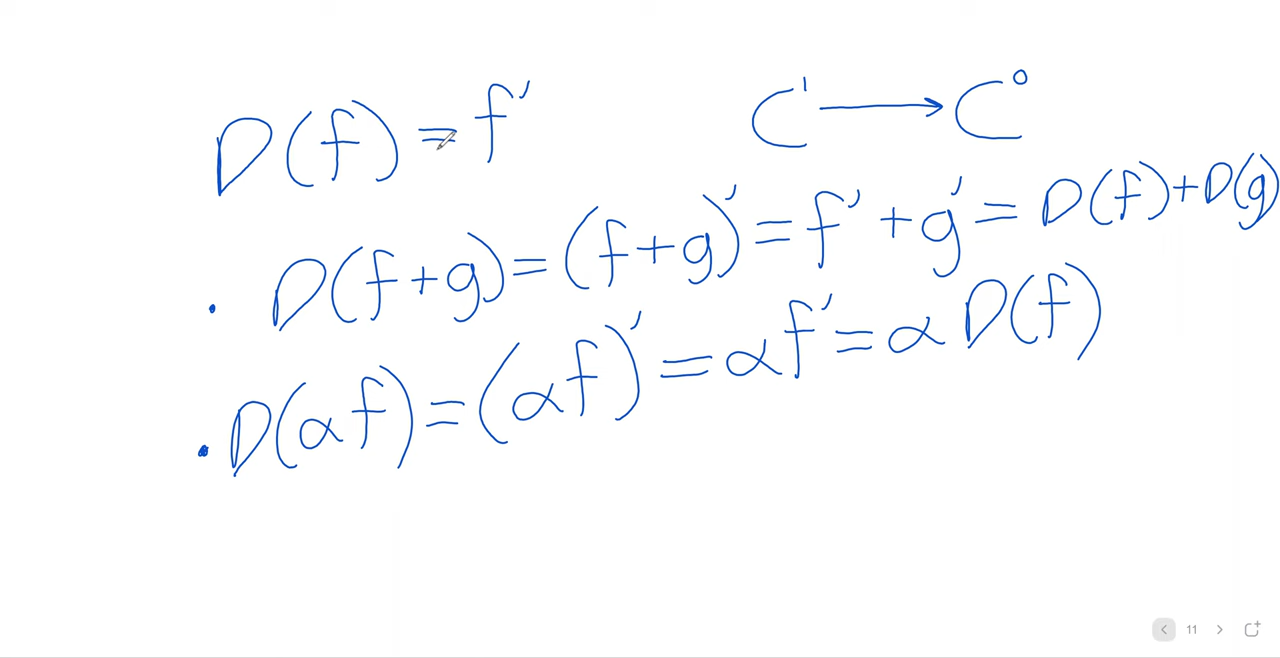 D(f) = f′
C¹ → C⁰
· D(f+g) = (f+g)′ = f′ + g′ = D(f) + D(g)
· D(αf) = (αf)′ = αf′ = α D(f)
11